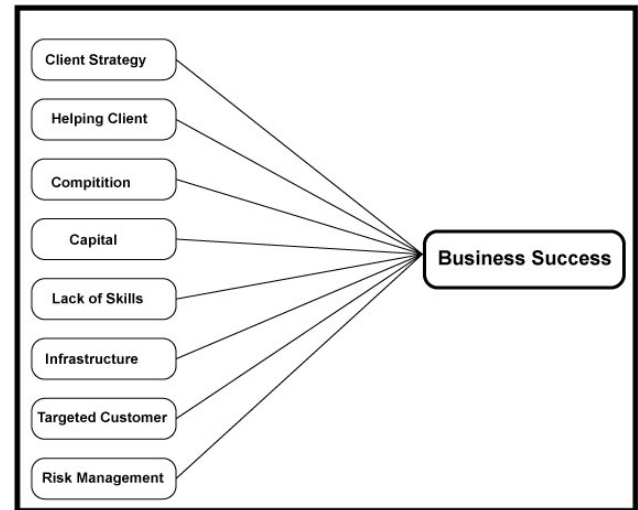 Client Strategy
Helping Client
Compitition
Capital
Business Success
Lack of Skills
Infrastructure
Targeted Customer
Risk Management